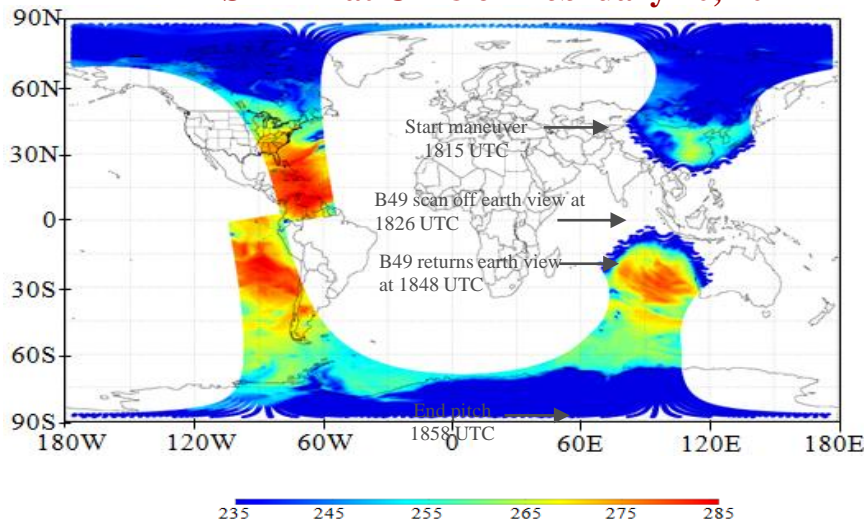 90N
60N
30N
0
30S
60S
90S
Start maneuver
1815 UTC
B49 scan off earth view at
1826 UTC
B49 returns earth view
at 1848 UTC
End pitch
1858 UTC
180W 120W 60W 0 60E 120E 180E
235 245 255 265 275 285